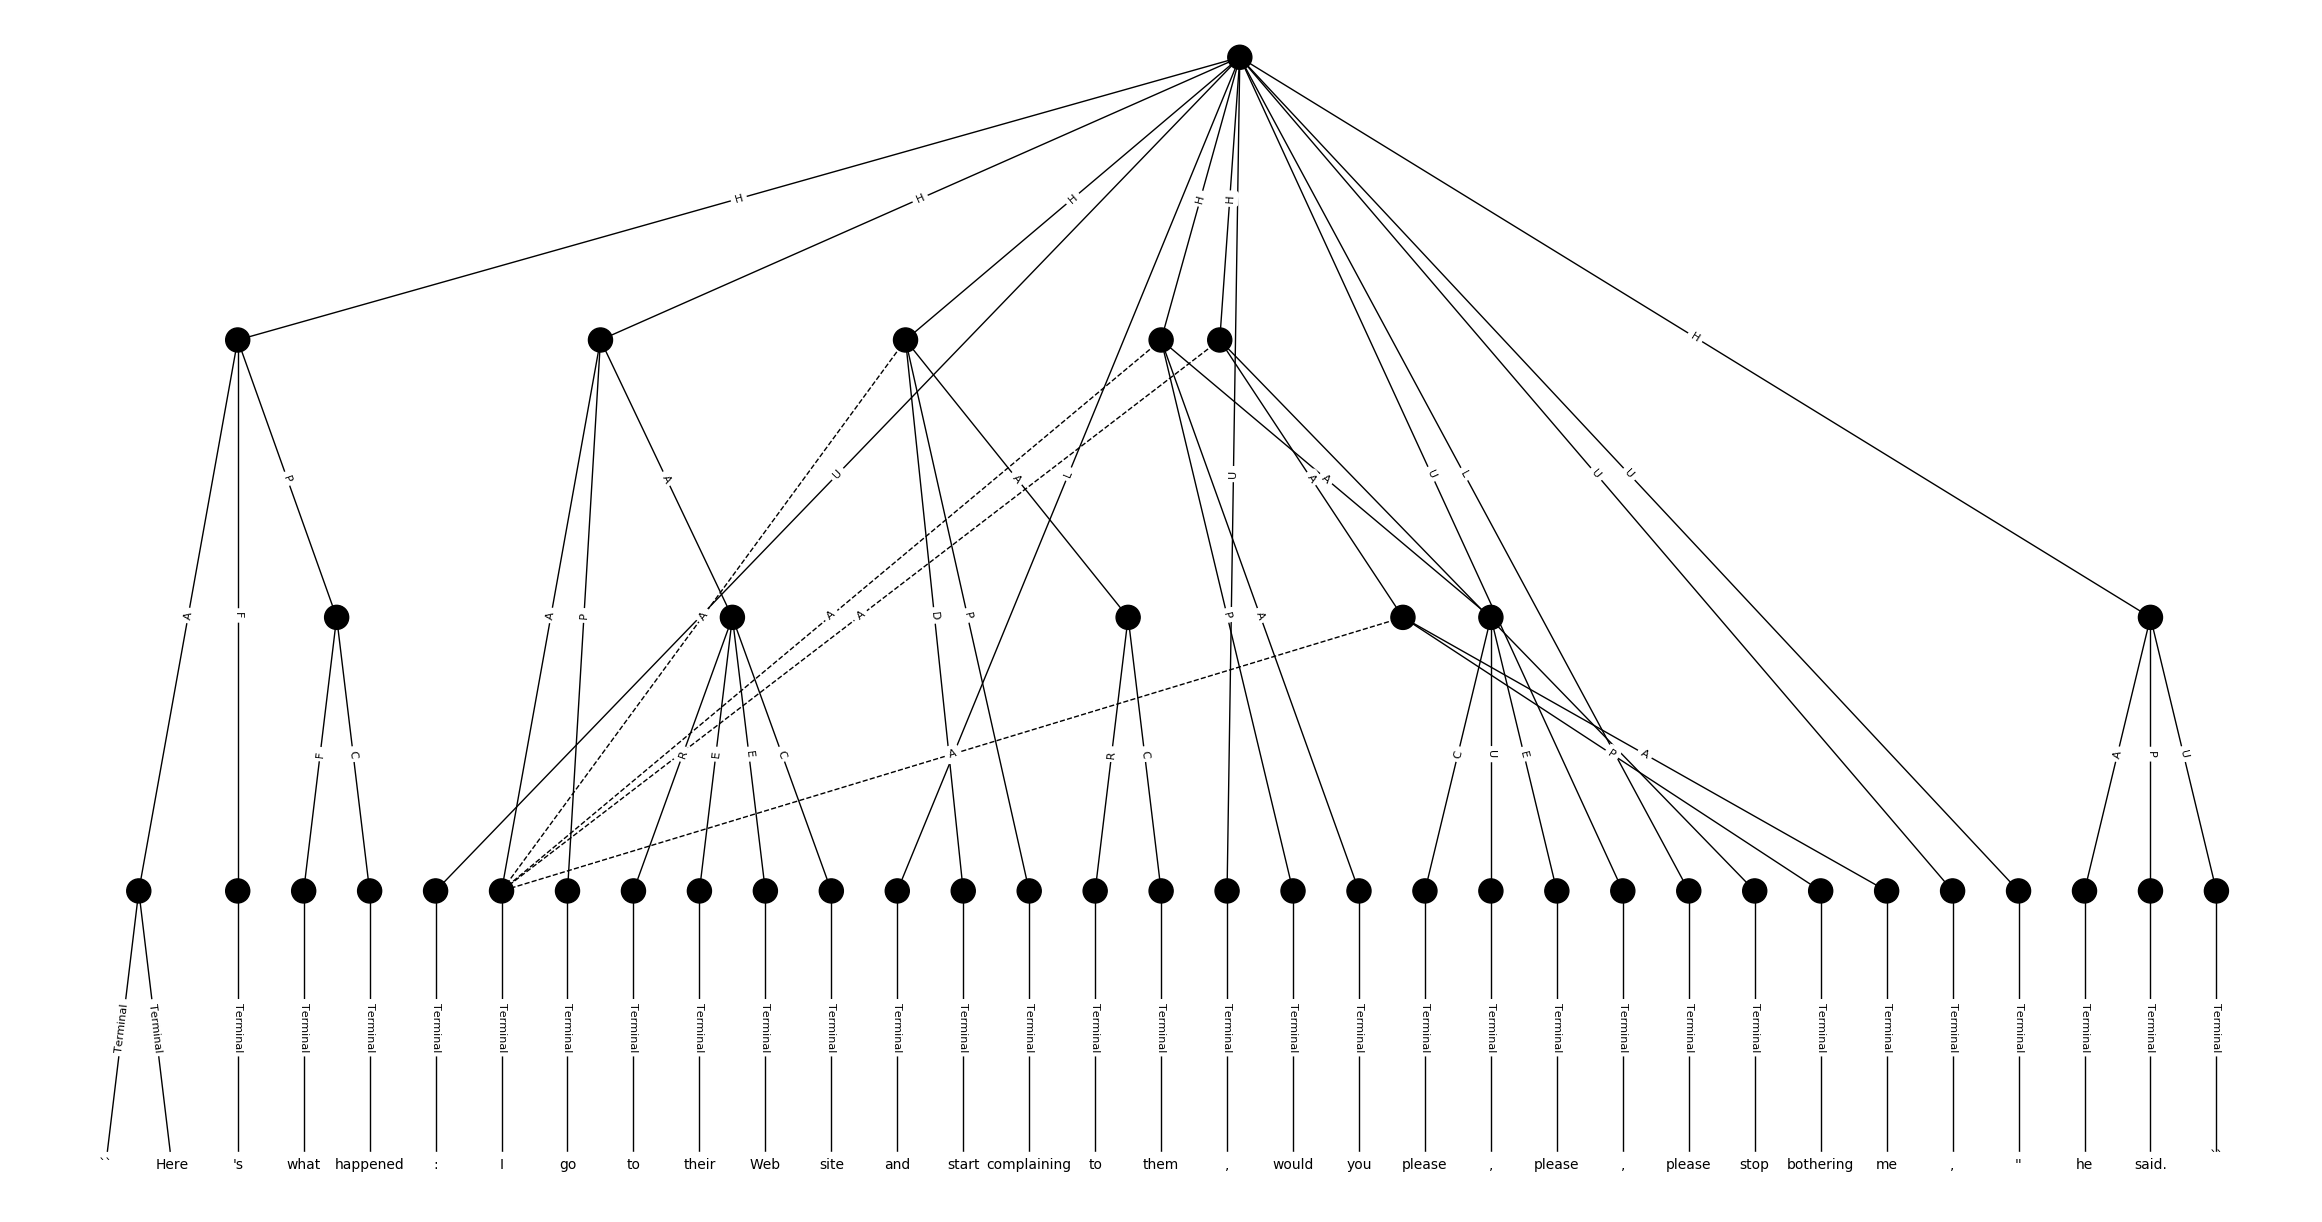 H H H H H H
A F P A P A U A D P A L P A A A U U L U U
A A A
F C R E E C A R C C U E P A A P U
Terminal Terminal Terminal Terminal Terminal Terminal Terminal Terminal Terminal Terminal Terminal Terminal Terminal Terminal Terminal Terminal Terminal Terminal Terminal Terminal Terminal Terminal Terminal Terminal Terminal Terminal Terminal Terminal Terminal Terminal Terminal Terminal Terminal
`` Here 's what happened : I go to their Web site and start complaining to them , would you please , please , please stop bothering me , " he said. ``